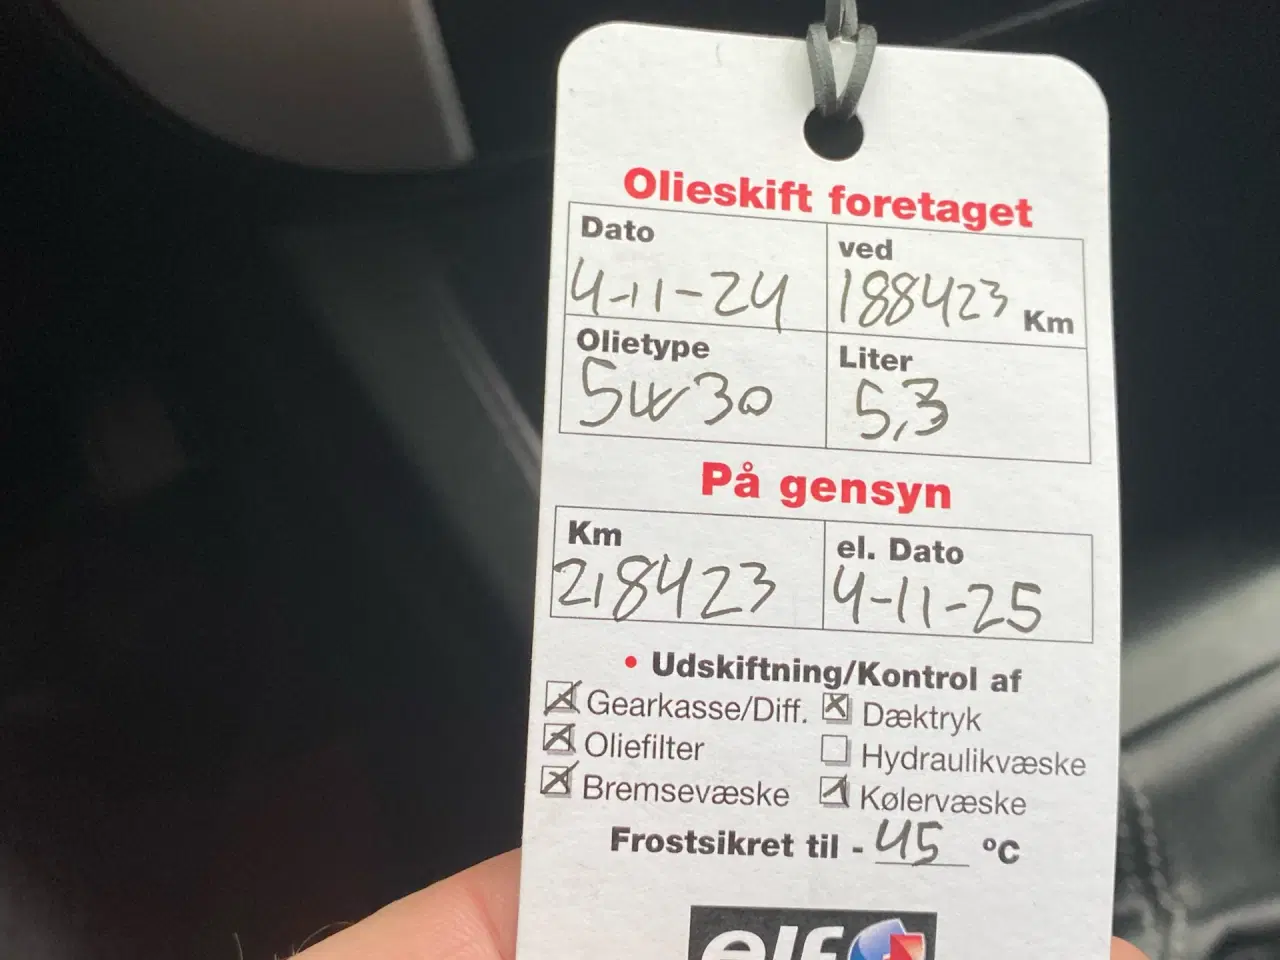 Olieskift foretaget
Dato ved
4-11-24 188423 Km
Olietype Liter
5W30 5,3
På gensyn
Km el. Dato
218423 4-11-25
• Udskiftning/Kontrol af
Gearkasse/Diff. Dæktryk
Oliefilter Hydraulikvæske
Bremsevæske Kølervæske
Frostsikret til - 45 °C
elf